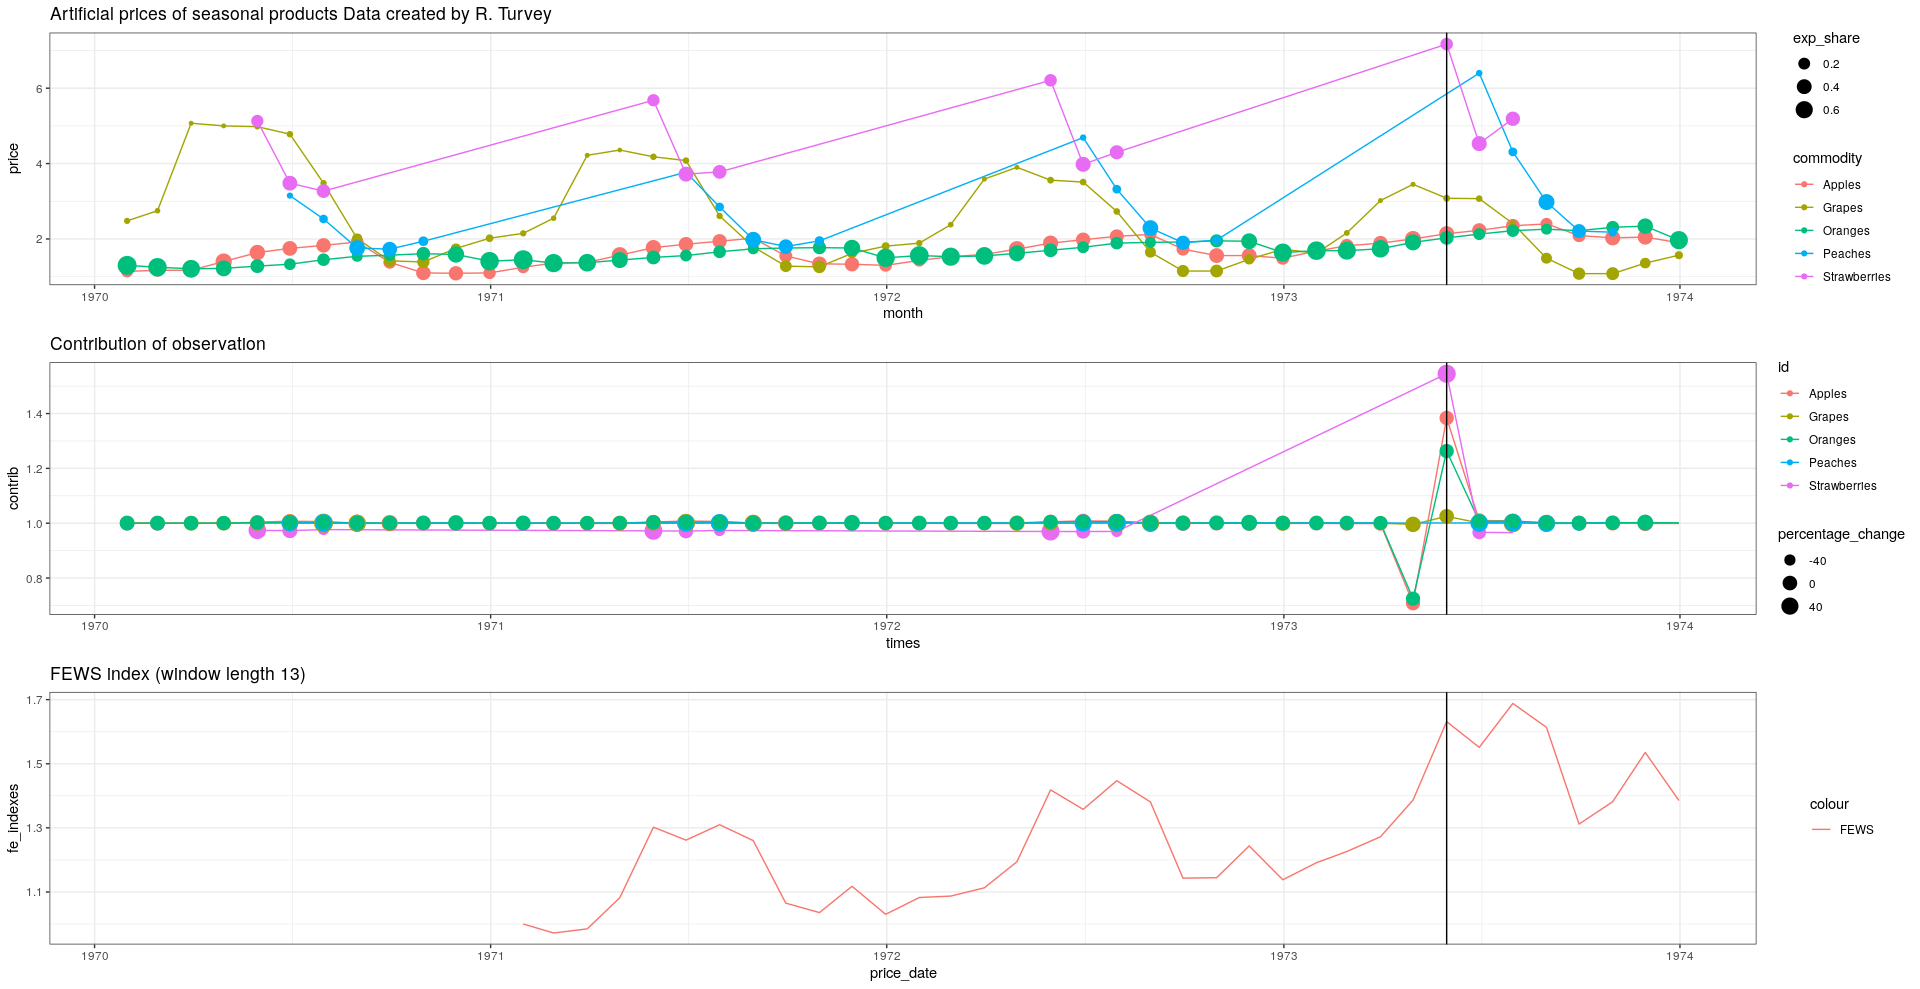 Artificial prices of seasonal products Data created by R. Turvey
price
6
4
2
1970
1971
1972
1973
1974
month
exp_share
0.2
0.4
0.6
commodity
Apples
Grapes
Oranges
Peaches
Strawberries
Contribution of observation
contrib
1.4
1.2
1.0
0.8
1970
1971
1972
1973
1974
times
id
Apples
Grapes
Oranges
Peaches
Strawberries
percentage_change
-40
0
40
FEWS index (window length 13)
fe_indexes
1.7
1.5
1.3
1.1
1970
1971
1972
1973
1974
price_date
colour
FEWS